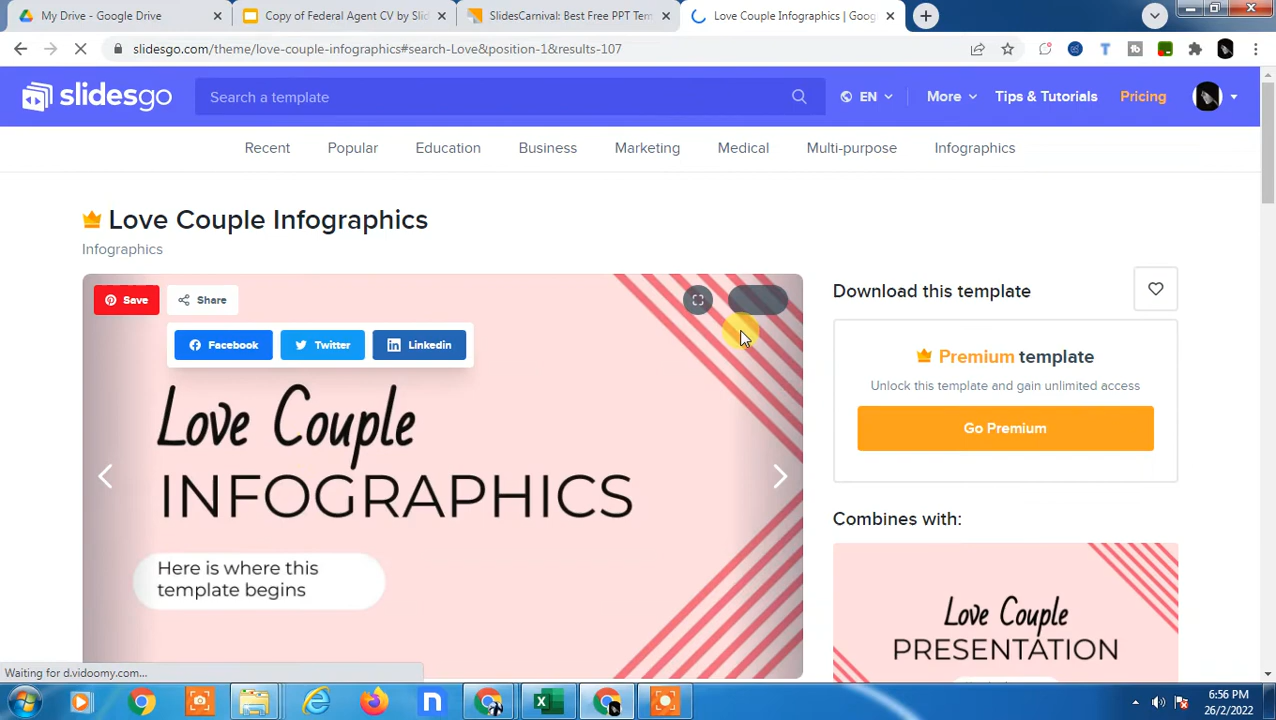 My Drive - Google Drive
Copy of Federal Agent CV by Slid
SlidesCarnival: Best Free PPT Tem
Love Couple Infographics | Goog
slidesgo.com/theme/love-couple-infographics#search-Love&position-1&results-107
slidesgo
Search a template
EN
More
Tips & Tutorials
Pricing
Recent
Popular
Education
Business
Marketing
Medical
Multi-purpose
Infographics
Love Couple Infographics
Infographics
Save
Share
Facebook
Twitter
Linkedin
Love Couple
INFOGRAPHICS
Here is where this
template begins
Download this template
Premium template
Unlock this template and gain unlimited access
Go Premium
Combines with:
Love Couple
PRESENTATION
Waiting for d.vidoomy.com...
6:56 PM
26/2/2022